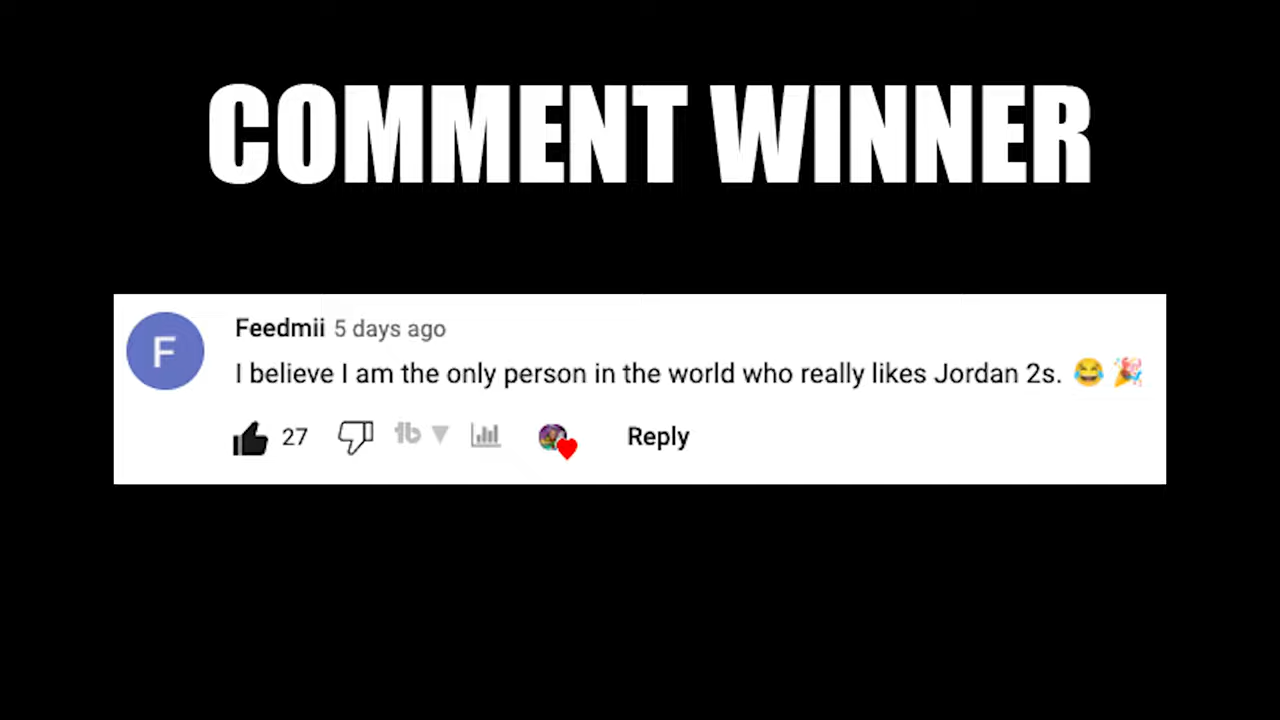 COMMENT WINNER
F
Feedmii 5 days ago
I believe I am the only person in the world who really likes Jordan 2s. 😂 🎉
27 tb Reply